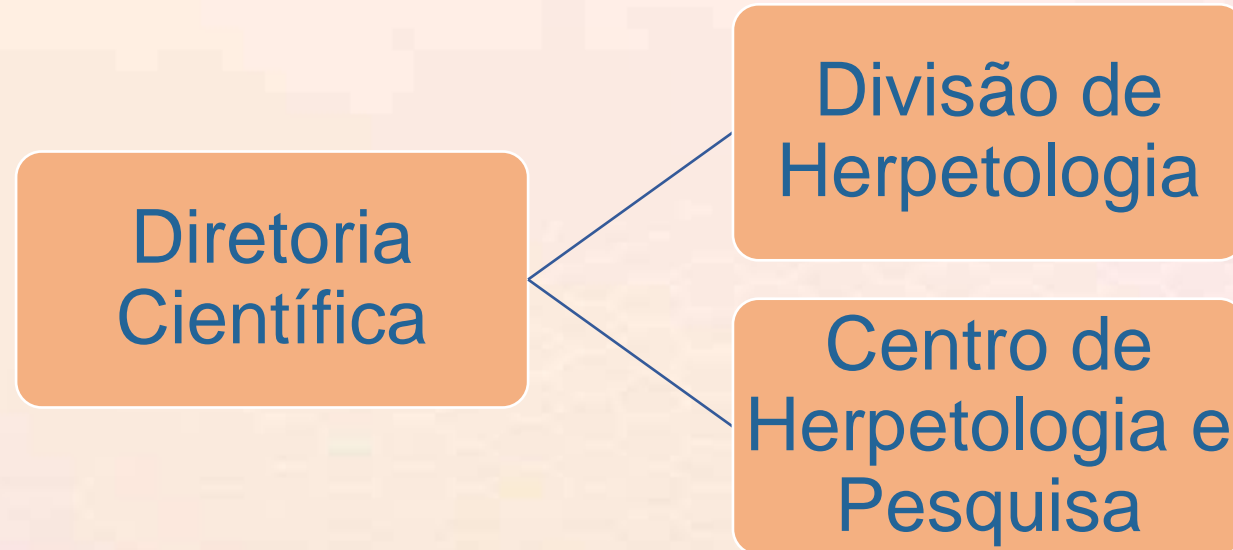 Diretoria
Científica
Divisão de
Herpetologia
Centro de
Herpetologia e
Pesquisa